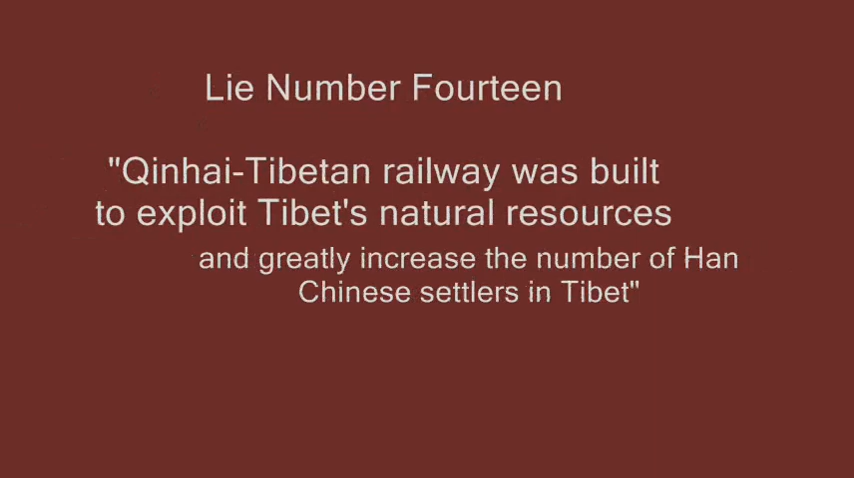 Lie Number Fourteen
"Qinhai-Tibetan railway was built
to exploit Tibet's natural resources
and greatly increase the number of Han
Chinese settlers in Tibet"